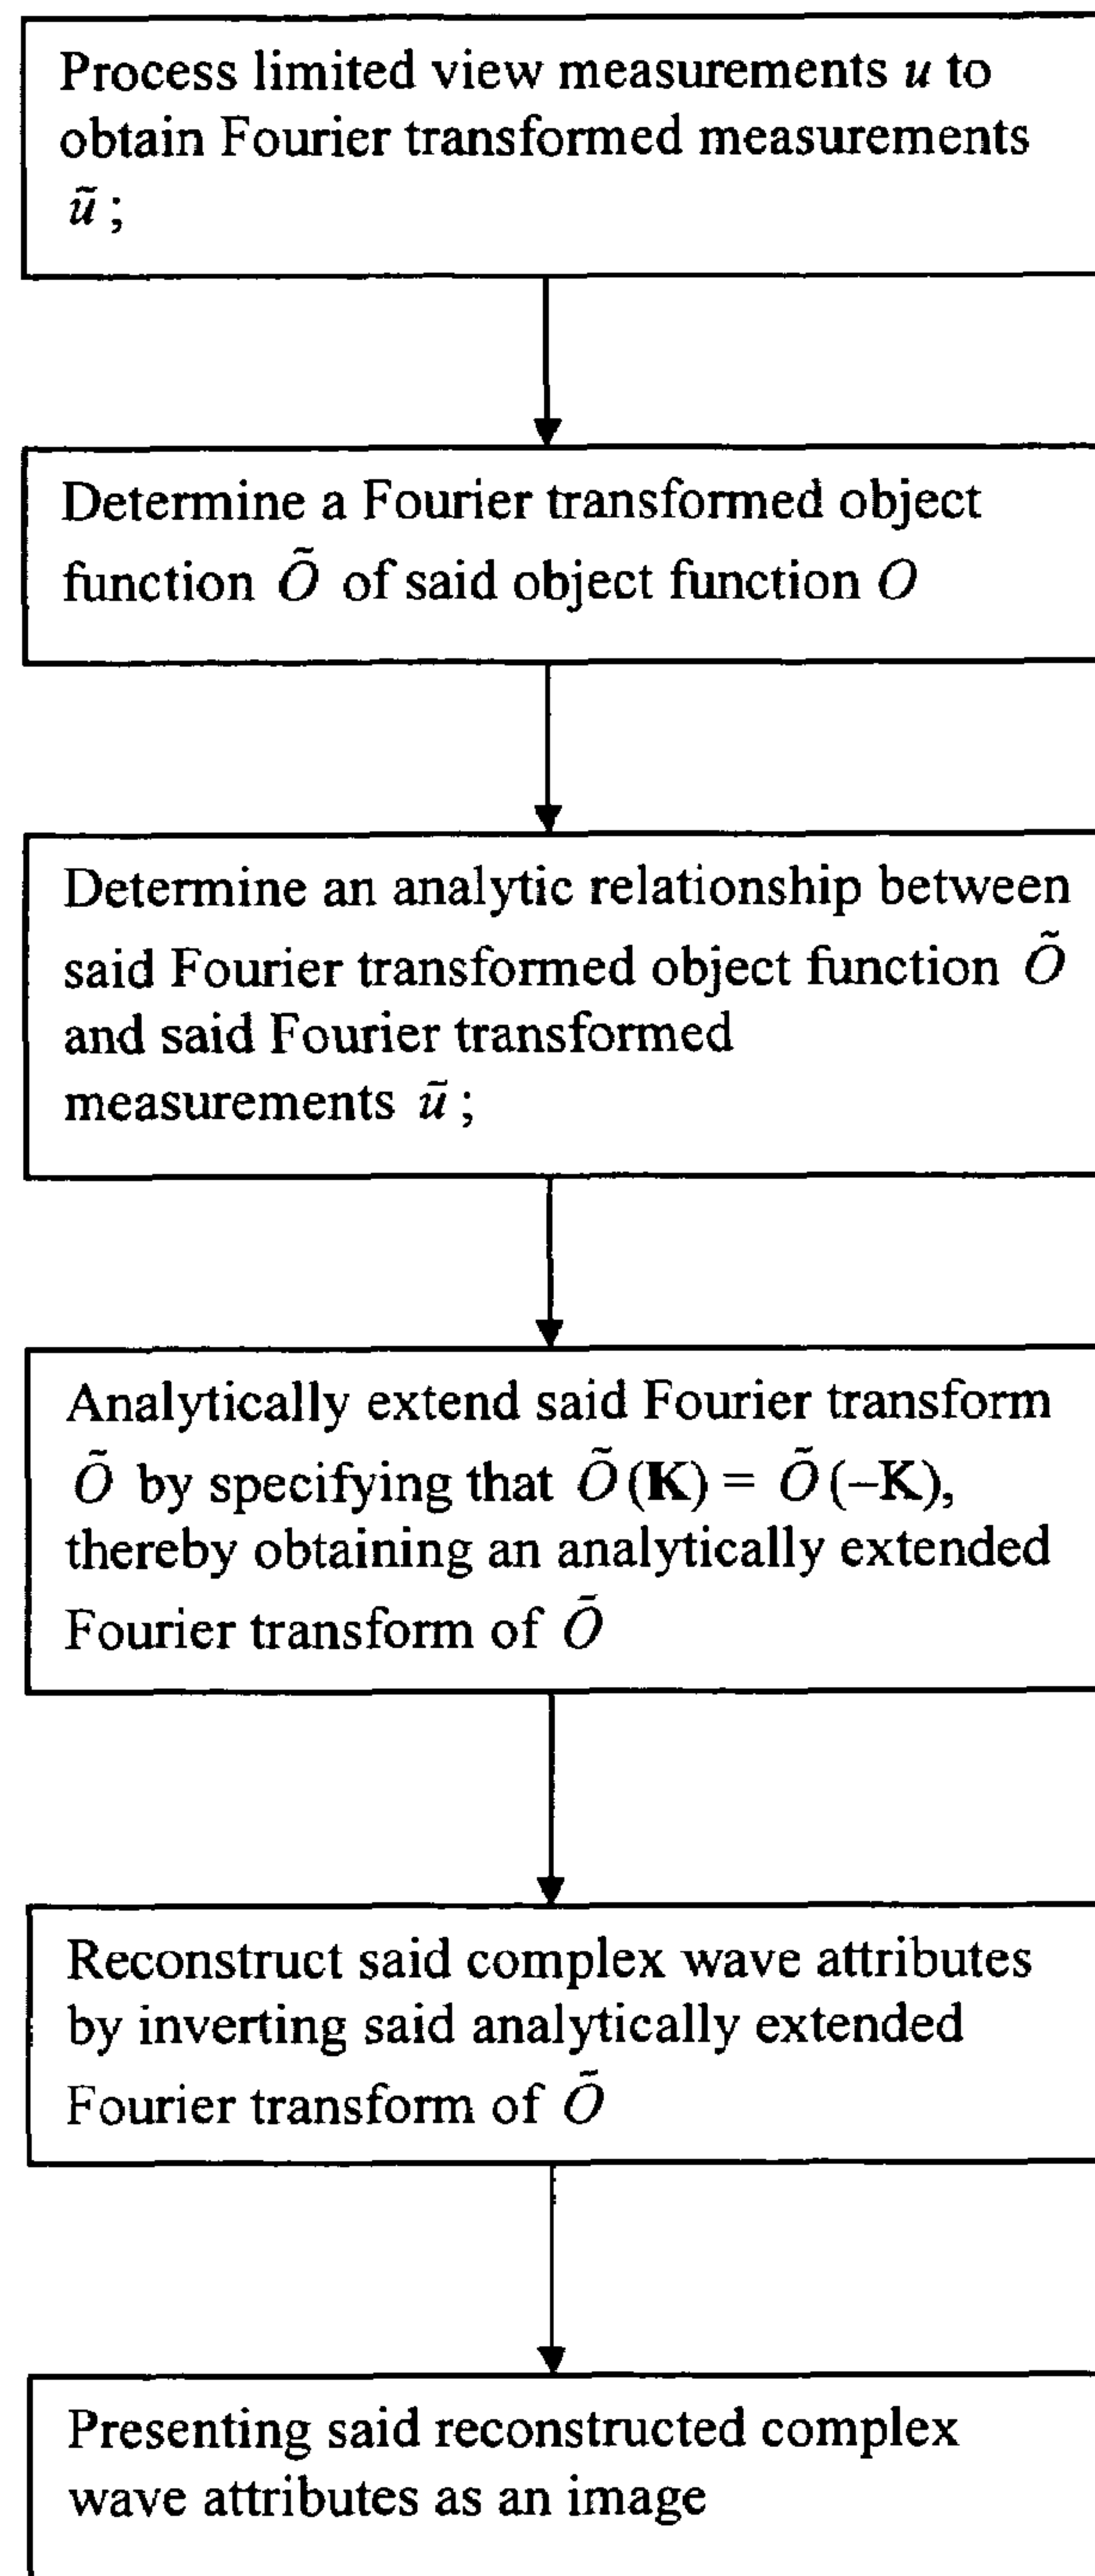 Process limited view measurements u to
obtain Fourier transformed measurements
ũ ;
Determine a Fourier transformed object
function Õ of said object function O
Determine an analytic relationship between
said Fourier transformed object function Õ
and said Fourier transformed
measurements ũ ;
Analytically extend said Fourier transform
Õ by specifying that Õ(K) = Õ(–K),
thereby obtaining an analytically extended
Fourier transform of Õ
Reconstruct said complex wave attributes
by inverting said analytically extended
Fourier transform of Õ
Presenting said reconstructed complex
wave attributes as an image